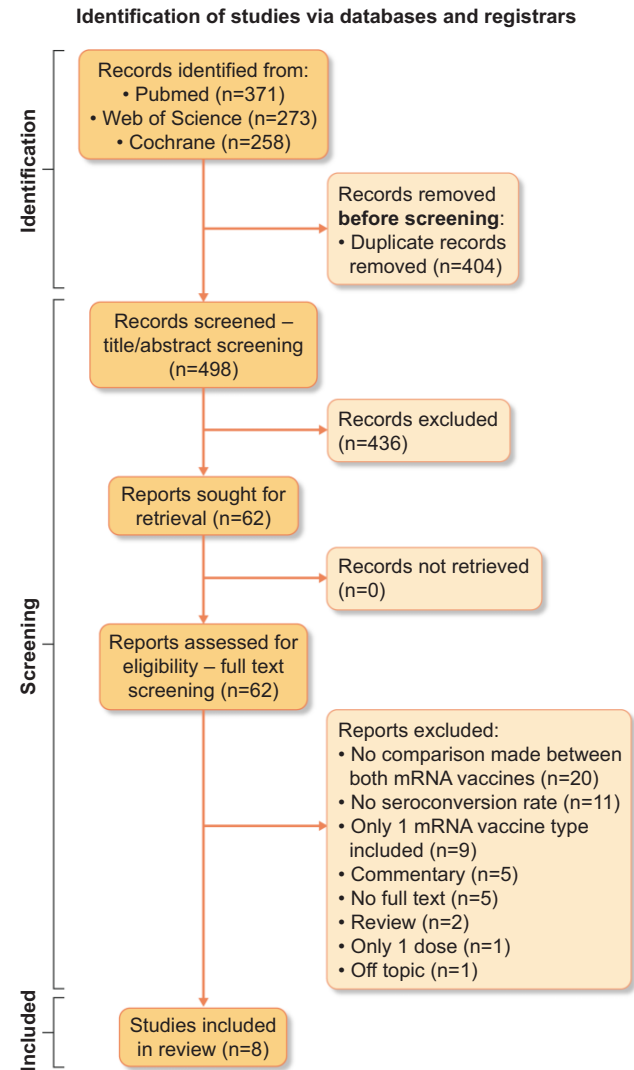 Identification of studies via databases and registrars
Identification
Records identified from:
• Pubmed (n=371)
• Web of Science (n=273)
• Cochrane (n=258)
Records removed
before screening:
• Duplicate records
removed (n=404)
Screening
Records screened –
title/abstract screening
(n=498)
Records excluded
(n=436)
Reports sought for
retrieval (n=62)
Records not retrieved
(n=0)
Reports assessed for
eligibility – full text
screening (n=62)
Reports excluded:
• No comparison made between
both mRNA vaccines (n=20)
• No seroconversion rate (n=11)
• Only 1 mRNA vaccine type
included (n=9)
• Commentary (n=5)
• No full text (n=5)
• Review (n=2)
• Only 1 dose (n=1)
• Off topic (n=1)
Included
Studies included
in review (n=8)